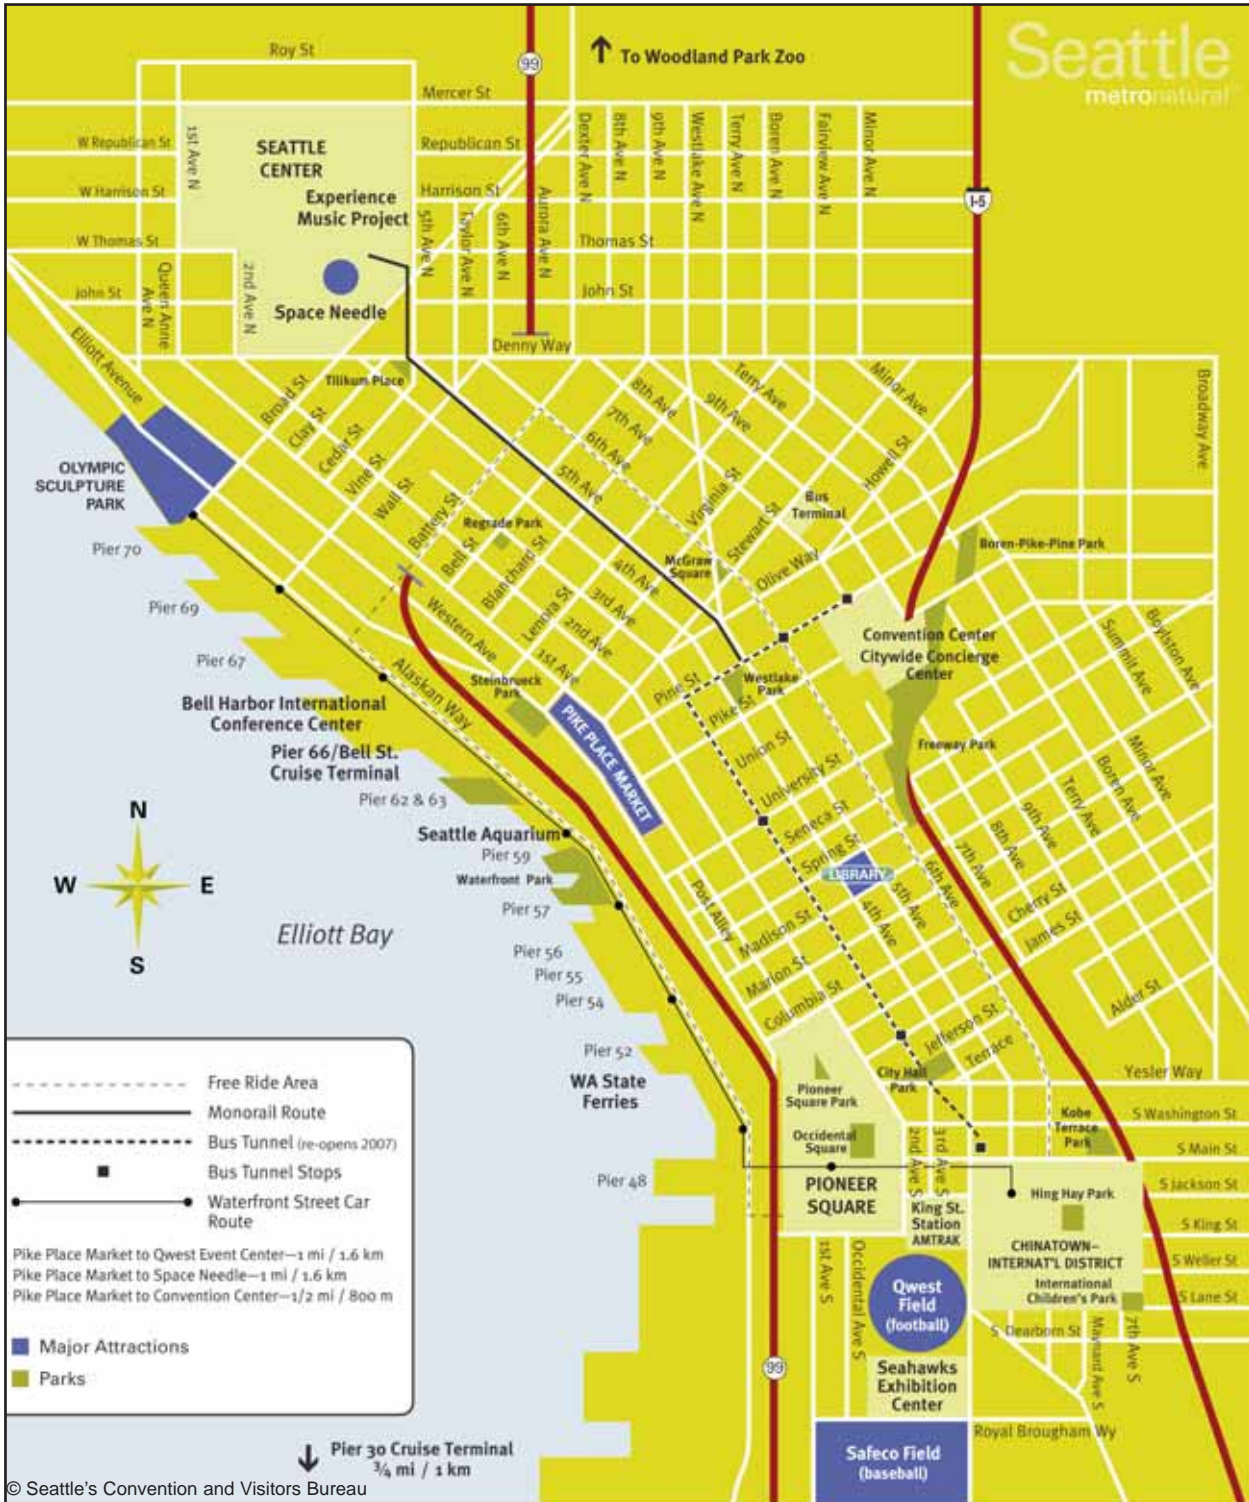 Seattle
metronatural
To Woodland Park Zoo
99
I-5
Roy St
Mercer St
W Republican St
Republican St
W Harrison St
Harrison St
W Thomas St
Thomas St
John St
John St
Denny Way
1st Ave N
Queen Anne
Ave N
2nd Ave N
5th Ave N
Taylor Ave N
6th Ave N
Aurora Ave N
Dexter Ave N
8th Ave N
9th Ave N
Westlake Ave N
Terry Ave N
Boren Ave N
Fairview Ave N
Minor Ave N
SEATTLE
CENTER
Experience
Music Project
Space Needle
Elliott Avenue
Broad St
Clay St
Cedar St
Vine St
Wall St
Battery St
Bell St
Blanchard St
Lenora St
Virginia St
Stewart St
Olive Way
Howell St
Tilikum Place
Regrade Park
8th Ave
7th Ave
6th Ave
5th Ave
4th Ave
3rd Ave
2nd Ave
1st Ave
Terry Ave
9th Ave
Minor Ave
Broadway Ave
Bus
Terminal
McGraw
Square
Boren-Pike-Pine Park
OLYMPIC
SCULPTURE
PARK
Pier 70
Pier 69
Pier 67
Western Ave
Alaskan Way
Steinbrueck
Park
PIKE PLACE MARKET
Bell Harbor International
Conference Center
Pier 66/Bell St.
Cruise Terminal
Pier 62 & 63
Seattle Aquarium
Pier 59
Waterfront Park
Pier 57
Pier 56
Pier 55
Pier 54
Pier 52
WA State
Ferries
Pier 48
Convention Center
Citywide Concierge
Center
Westlake
Park
Freeway Park
Pine St
Pike St
Union St
University St
Seneca St
Spring St
LIBRARY
Madison St
Marion St
Columbia St
Post Alley
4th Ave
5th Ave
6th Ave
7th Ave
8th Ave
9th Ave
Terry Ave
Boren Ave
Minor Ave
Summit Ave
Boylston Ave
Cherry St
James St
Alder St
Jefferson St
Terrace
Yesler Way
City Hall
Park
Kobe
Terrace
Park
S Washington St
S Main St
S Jackson St
S King St
S Weller St
S Lane St
S Dearborn St
Maynard Ave S
7th Ave S
Royal Brougham Wy
Pioneer
Square Park
Occidental
Square
PIONEER
SQUARE
2nd Ave S
3rd Ave S
King St.
Station
AMTRAK
Hing Hay Park
CHINATOWN–
INTERNAT'L DISTRICT
International
Children's Park
1st Ave S
Occidental Ave S
Qwest
Field
(football)
Seahawks
Exhibition
Center
Safeco Field
(baseball)
99
N
W
E
S
Elliott Bay
Free Ride Area
Monorail Route
Bus Tunnel (re-opens 2007)
Bus Tunnel Stops
Waterfront Street Car
Route
Pike Place Market to Qwest Event Center—1 mi / 1.6 km
Pike Place Market to Space Needle—1 mi / 1.6 km
Pike Place Market to Convention Center—1/2 mi / 800 m
Major Attractions
Parks
Pier 30 Cruise Terminal
¾ mi / 1 km
© Seattle's Convention and Visitors Bureau